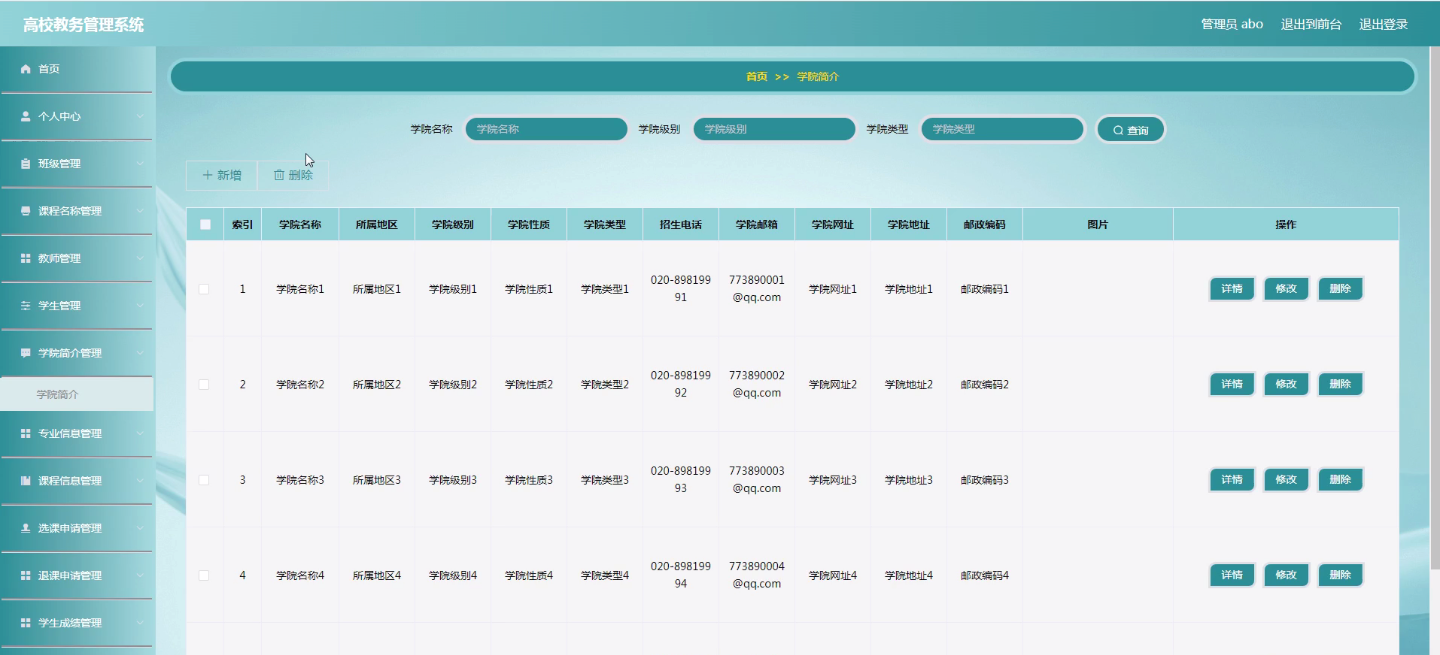 高校教务管理系统
管理员 abo 退出到前台 退出登录
首页
个人中心
班级管理
课程名称管理
教师管理
学生管理
学院简介管理
学院简介
专业信息管理
课程信息管理
选课申请管理
退课申请管理
学生成绩管理
首页 >> 学院简介
学院名称 学院名称 学院级别 学院级别 学院类型 学院类型 查询
新增 删除
索引 学院名称 所属地区 学院级别 学院性质 学院类型 招生电话 学院邮箱 学院网址 学院地址 邮政编码 图片 操作
1 学院名称1 所属地区1 学院级别1 学院性质1 学院类型1 020-89819991 773890001@qq.com 学院网址1 学院地址1 邮政编码1 详情 修改 删除
2 学院名称2 所属地区2 学院级别2 学院性质2 学院类型2 020-89819992 773890002@qq.com 学院网址2 学院地址2 邮政编码2 详情 修改 删除
3 学院名称3 所属地区3 学院级别3 学院性质3 学院类型3 020-89819993 773890003@qq.com 学院网址3 学院地址3 邮政编码3 详情 修改 删除
4 学院名称4 所属地区4 学院级别4 学院性质4 学院类型4 020-89819994 773890004@qq.com 学院网址4 学院地址4 邮政编码4 详情 修改 删除